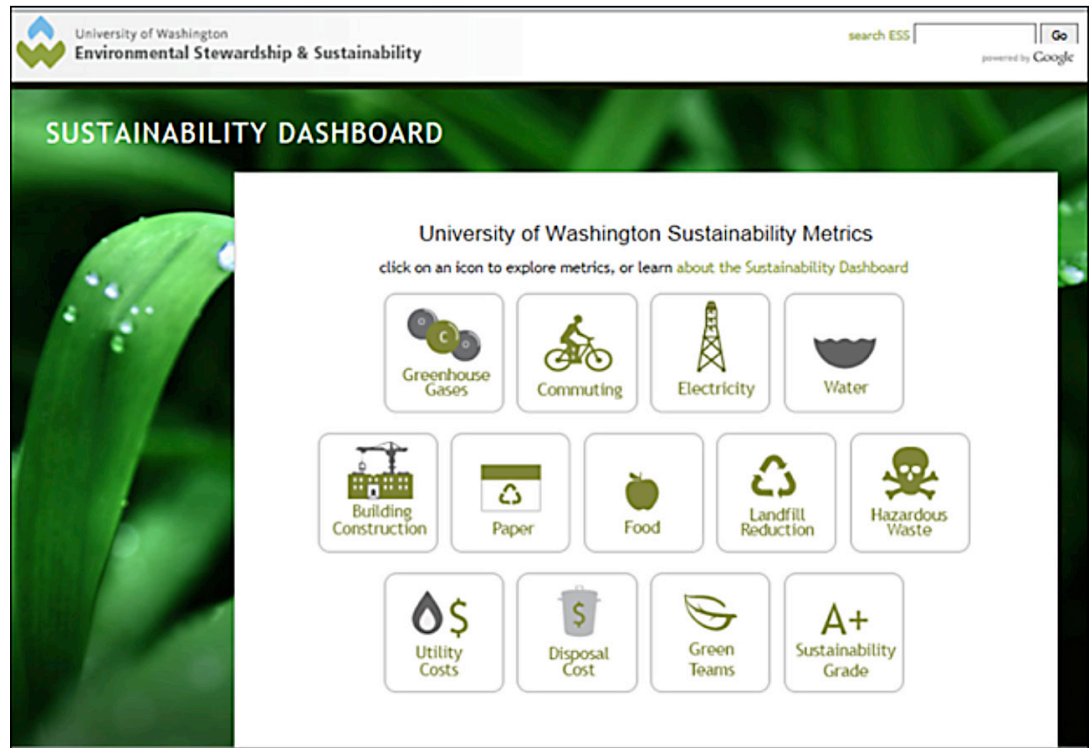 University of Washington
Environmental Stewardship & Sustainability
search ESS
Go
powered by Google
SUSTAINABILITY DASHBOARD
University of Washington Sustainability Metrics
click on an icon to explore metrics, or learn about the Sustainability Dashboard
C
Greenhouse
Gases
Commuting
Electricity
Water
Building
Construction
Paper
Food
Landfill
Reduction
Hazardous
Waste
$
Utility
Costs
$
Disposal
Cost
Green
Teams
A+
Sustainability
Grade